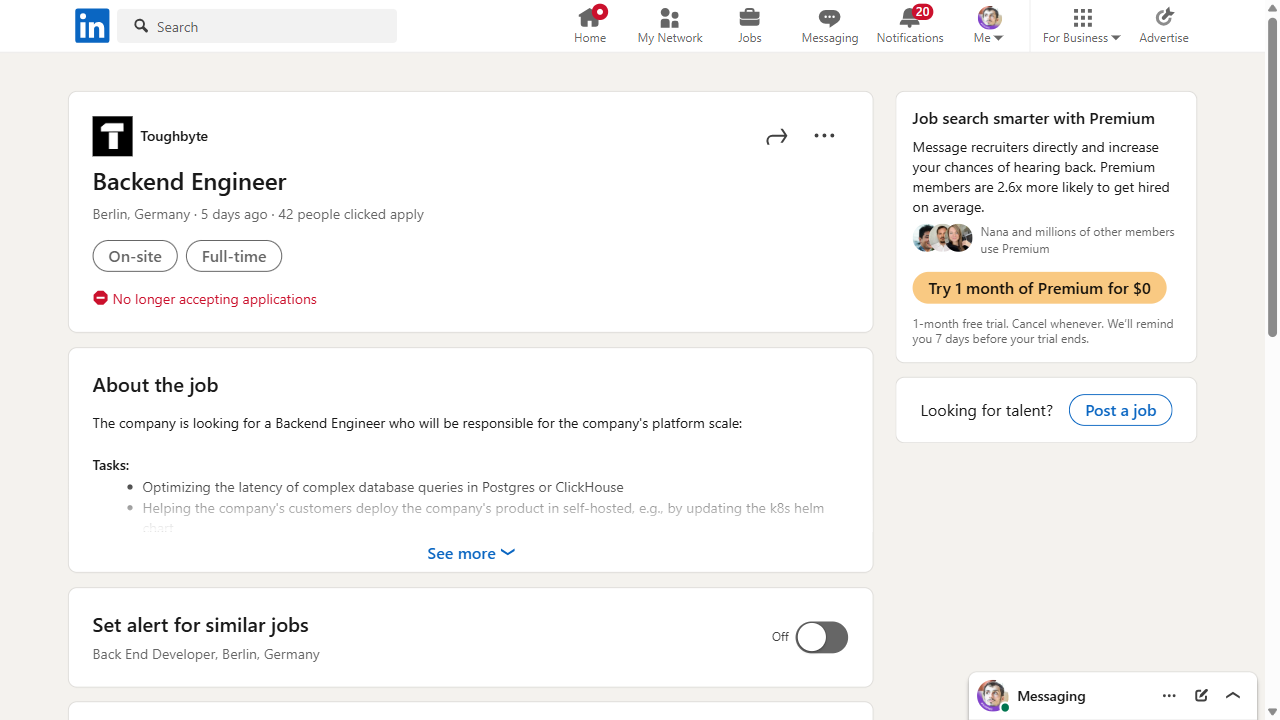 in
Search
Home
My Network
Jobs
Messaging
20
Notifications
Me
For Business
Advertise
Toughbyte
Backend Engineer
Berlin, Germany · 5 days ago · 42 people clicked apply
On-site
Full-time
No longer accepting applications
About the job
The company is looking for a Backend Engineer who will be responsible for the company's platform scale:
Tasks:
Optimizing the latency of complex database queries in Postgres or ClickHouse
Helping the company's customers deploy the company's product in self-hosted, e.g., by updating the k8s helm
chart
See more
Set alert for similar jobs
Back End Developer, Berlin, Germany
Off
Job search smarter with Premium
Message recruiters directly and increase
your chances of hearing back. Premium
members are 2.6x more likely to get hired
on average.
Nana and millions of other members
use Premium
Try 1 month of Premium for $0
1-month free trial. Cancel whenever. We'll remind
you 7 days before your trial ends.
Looking for talent?
Post a job
Messaging